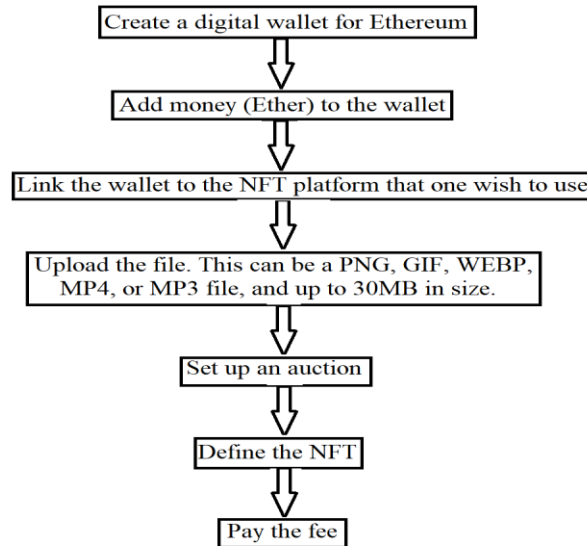 Create a digital wallet for Ethereum
Add money (Ether) to the wallet
Link the wallet to the NFT platform that one wish to use
Upload the file. This can be a PNG, GIF, WEBP,
MP4, or MP3 file, and up to 30MB in size.
Set up an auction
Define the NFT
Pay the fee